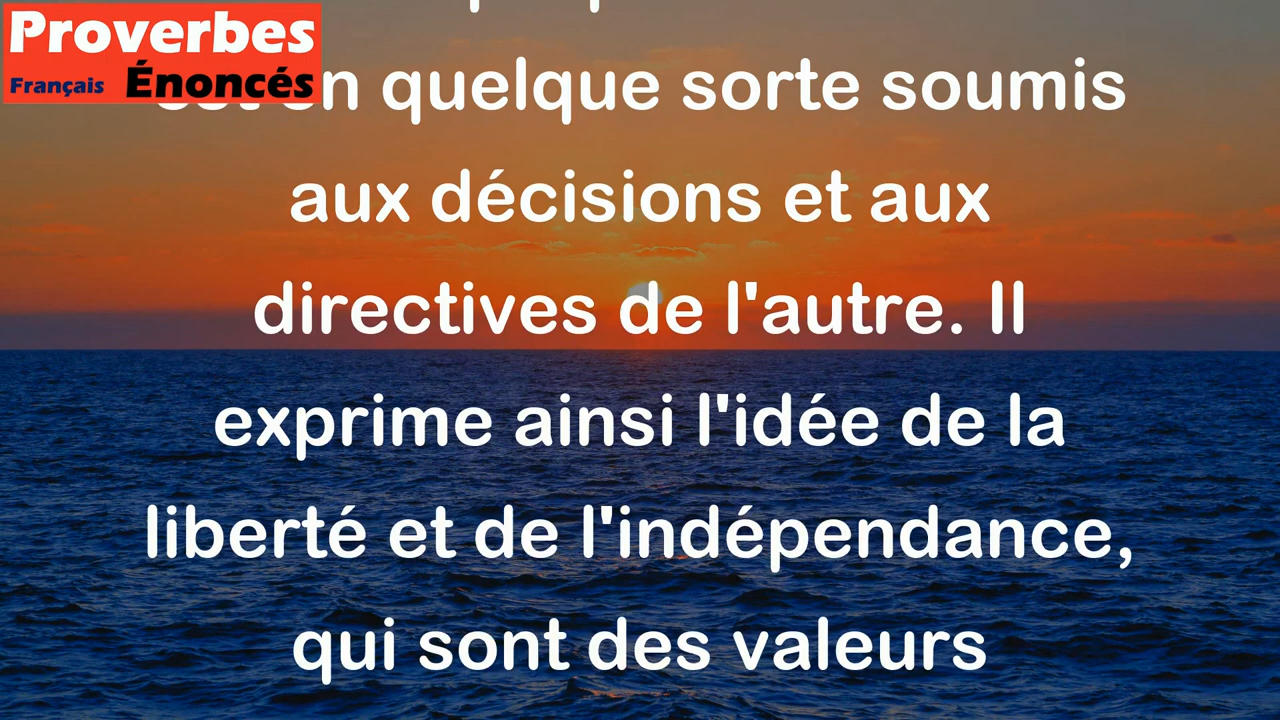 Proverbes
Français Énoncés
en quelque sorte soumis
aux décisions et aux
directives de l'autre. Il
exprime ainsi l'idée de la
liberté et de l'indépendance,
qui sont des valeurs